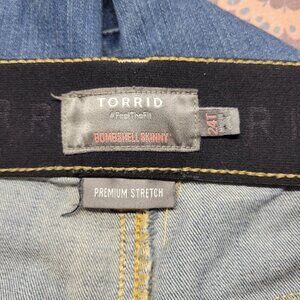 TORRID
#FeelTheFit
BOMBSHELL SKINNY
24T
R
PREMIUM STRETCH